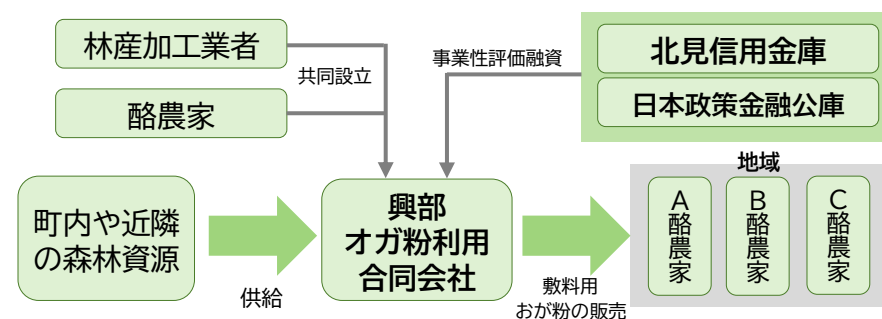 林産加工業者
酪農家
共同設立
事業性評価融資
北見信用金庫
日本政策金融公庫
町内や近隣
の森林資源
供給
興部
オガ粉利用
合同会社
敷料用
おが粉の販売
地域
A酪農家
B酪農家
C酪農家